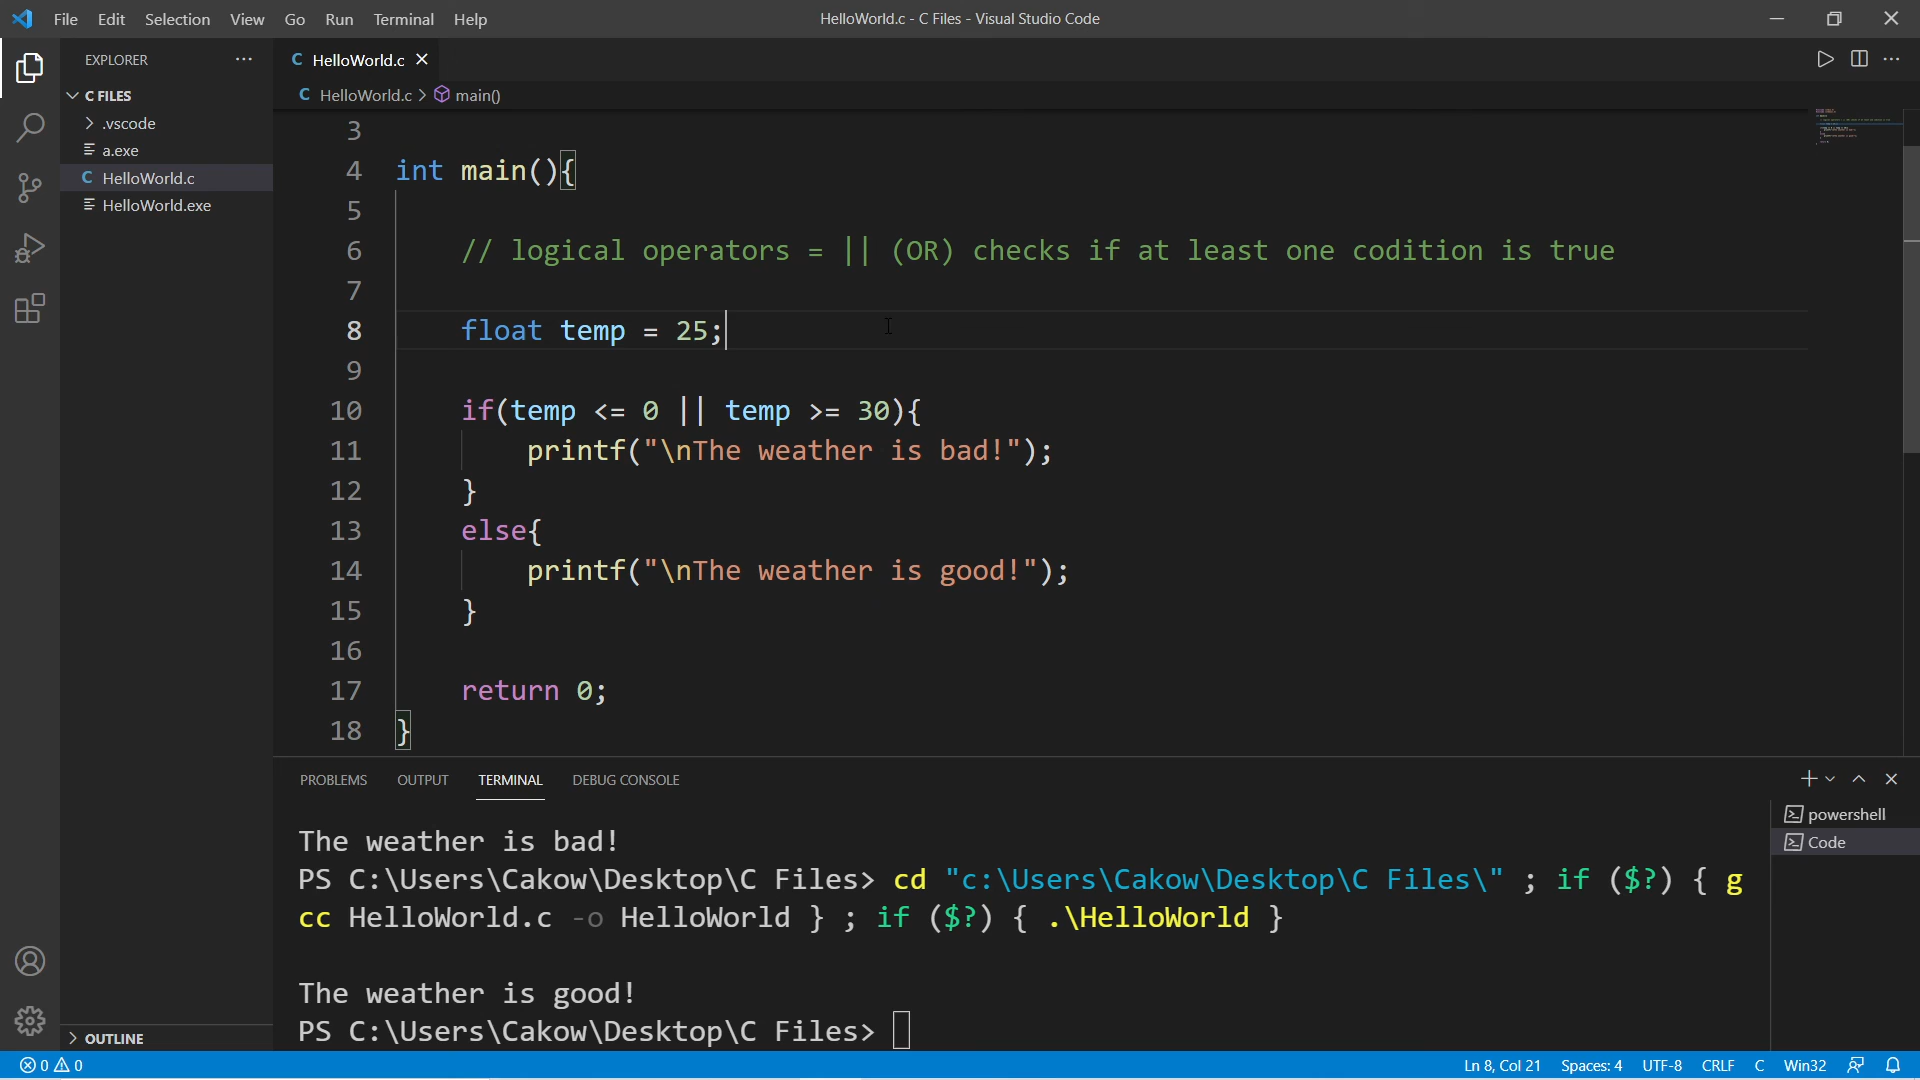 File Edit Selection View Go Run Terminal Help HelloWorld.c - C Files - Visual Studio Code
EXPLORER
C FILES
.vscode
a.exe
C HelloWorld.c
HelloWorld.exe
OUTLINE
C HelloWorld.c
C HelloWorld.c > main()
3
4 int main(){
5
6 // logical operators = || (OR) checks if at least one codition is true
7
8 float temp = 25;
9
10 if(temp <= 0 || temp >= 30){
11 printf("\nThe weather is bad!");
12 }
13 else{
14 printf("\nThe weather is good!");
15 }
16
17 return 0;
18 }
PROBLEMS OUTPUT TERMINAL DEBUG CONSOLE
The weather is bad!
PS C:\Users\Cakow\Desktop\C Files> cd "c:\Users\Cakow\Desktop\C Files\" ; if ($?) { g
cc HelloWorld.c -o HelloWorld } ; if ($?) { .\HelloWorld }
The weather is good!
PS C:\Users\Cakow\Desktop\C Files>
powershell
Code
0 0 Ln 8, Col 21 Spaces: 4 UTF-8 CRLF C Win32